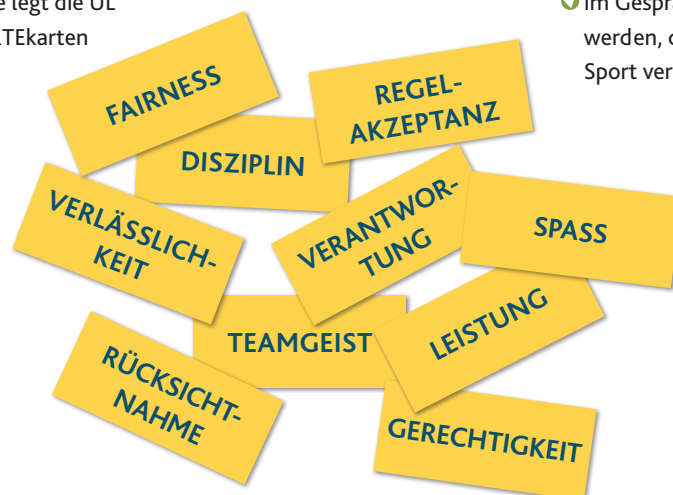 e legt die ÜL
TEkarten
Im Gesprä
werden, d
Sport ver
FAIRNESS
REGEL-
AKZEPTANZ
DISZIPLIN
VERLÄSSLICH-
KEIT
VERANTWOR-
TUNG
SPASS
TEAMGEIST
LEISTUNG
RÜCKSICHT-
NAHME
GERECHTIGKEIT